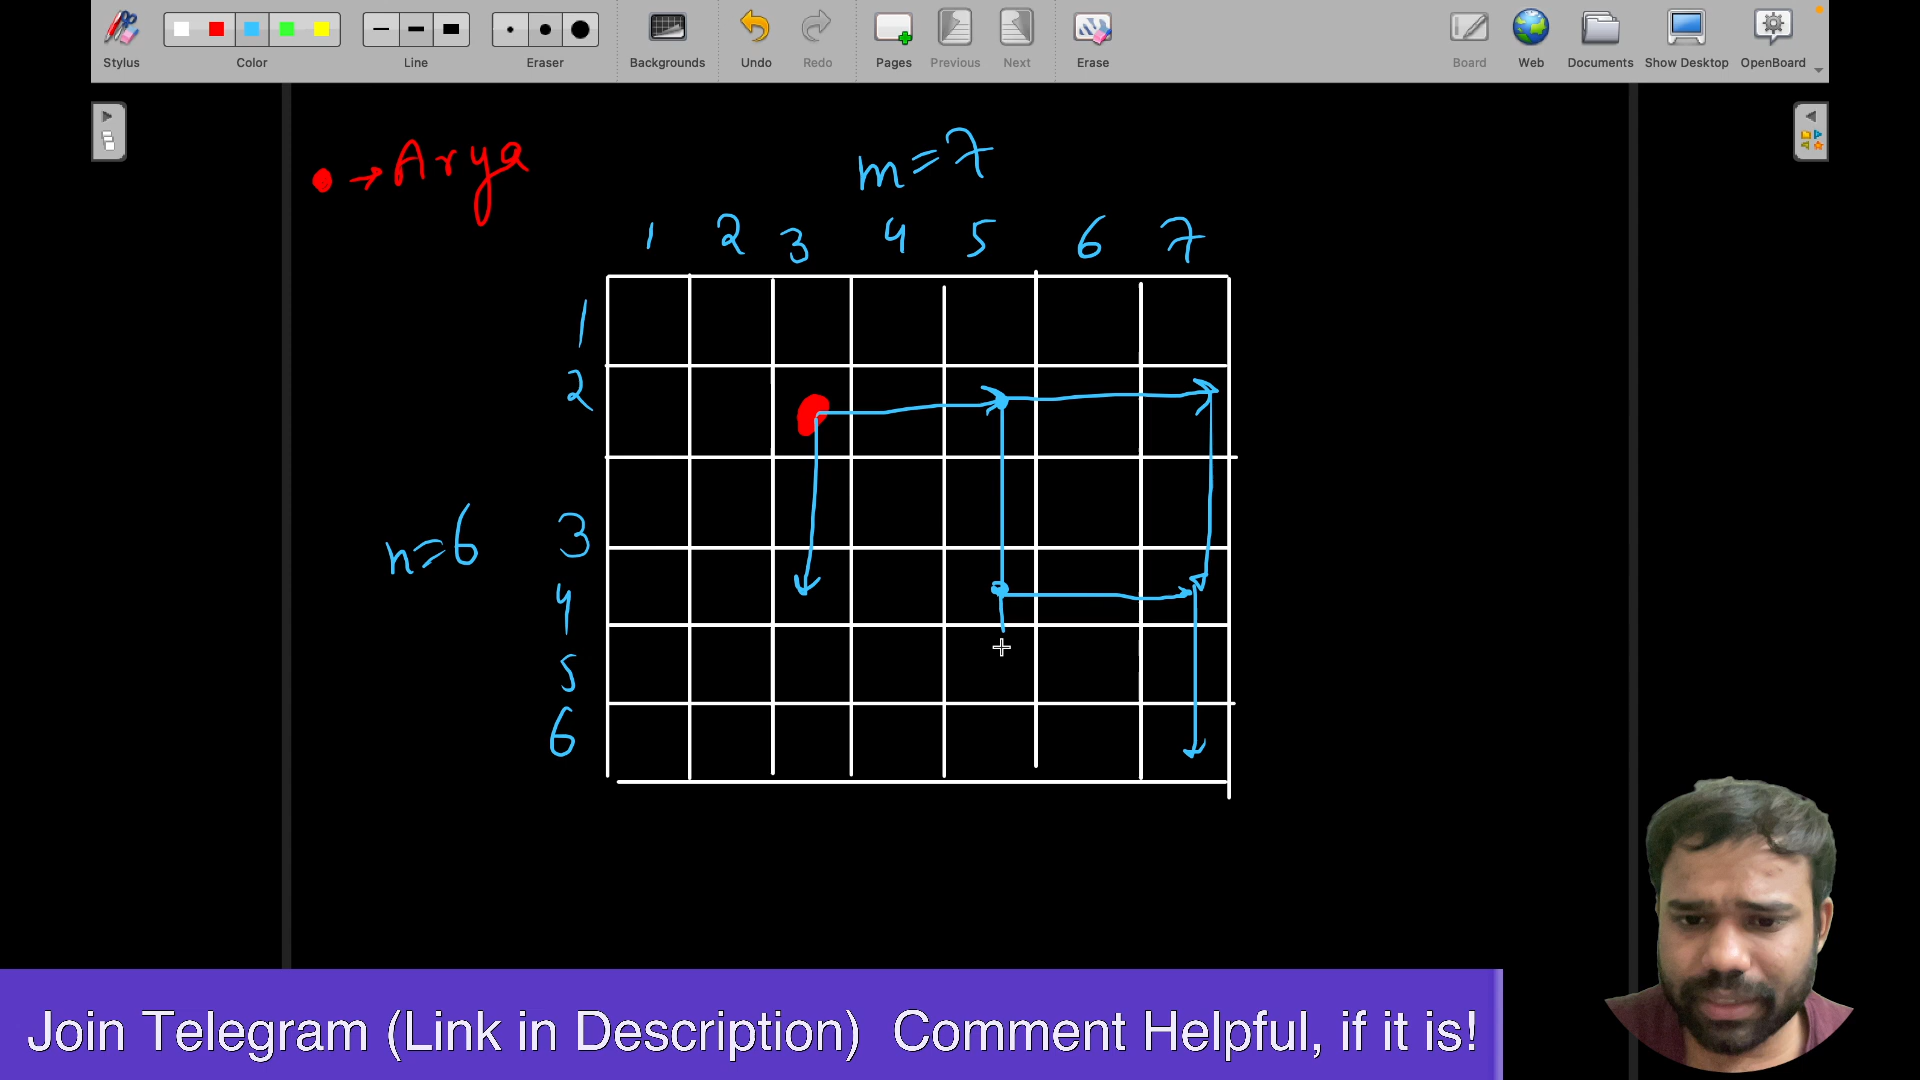 Stylus Color Line Eraser Backgrounds Undo Redo Pages Previous Next Erase Board Web Documents Show Desktop OpenBoard
• → Arya
m=7
1 2 3 4 5 6 7
1
2
n=6 3
4
5
6
Join Telegram (Link in Description) Comment Helpful, if it is!